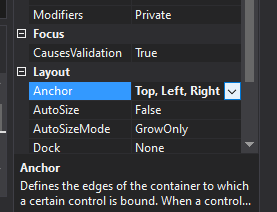 Modifiers Private
Focus
CausesValidation True
Layout
Anchor Top, Left, Right
AutoSize False
AutoSizeMode GrowOnly
Dock None
Anchor
Defines the edges of the container to which
a certain control is bound. When a control...